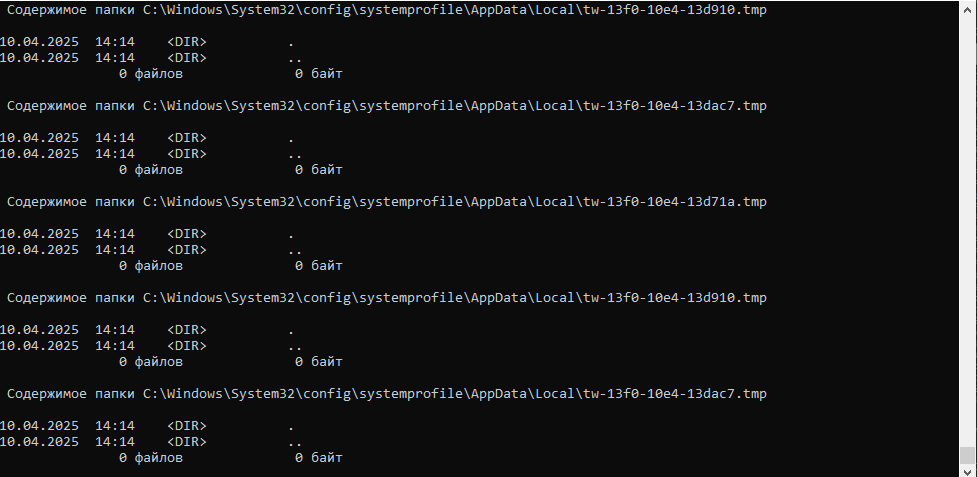 Содержимое папки C:\Windows\System32\config\systemprofile\AppData\Local\tw-13f0-10e4-13d910.tmp
10.04.2025  14:14    <DIR>          .
10.04.2025  14:14    <DIR>          ..
               0 файлов              0 байт
Содержимое папки C:\Windows\System32\config\systemprofile\AppData\Local\tw-13f0-10e4-13dac7.tmp
10.04.2025  14:14    <DIR>          .
10.04.2025  14:14    <DIR>          ..
               0 файлов              0 байт
Содержимое папки C:\Windows\System32\config\systemprofile\AppData\Local\tw-13f0-10e4-13d71a.tmp
10.04.2025  14:14    <DIR>          .
10.04.2025  14:14    <DIR>          ..
               0 файлов              0 байт
Содержимое папки C:\Windows\System32\config\systemprofile\AppData\Local\tw-13f0-10e4-13d910.tmp
10.04.2025  14:14    <DIR>          .
10.04.2025  14:14    <DIR>          ..
               0 файлов              0 байт
Содержимое папки C:\Windows\System32\config\systemprofile\AppData\Local\tw-13f0-10e4-13dac7.tmp
10.04.2025  14:14    <DIR>          .
10.04.2025  14:14    <DIR>          ..
               0 файлов              0 байт